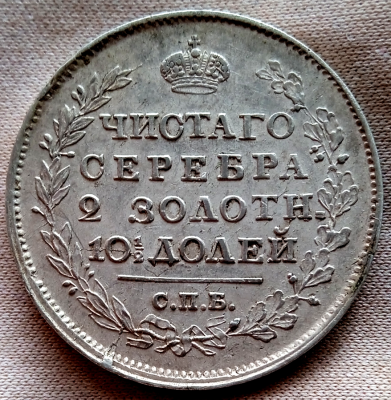 ЧИСТАГО
СЕРЕБРА
2 ЗОЛОТН.
10½ ДОЛЕЙ
С.П.Б.